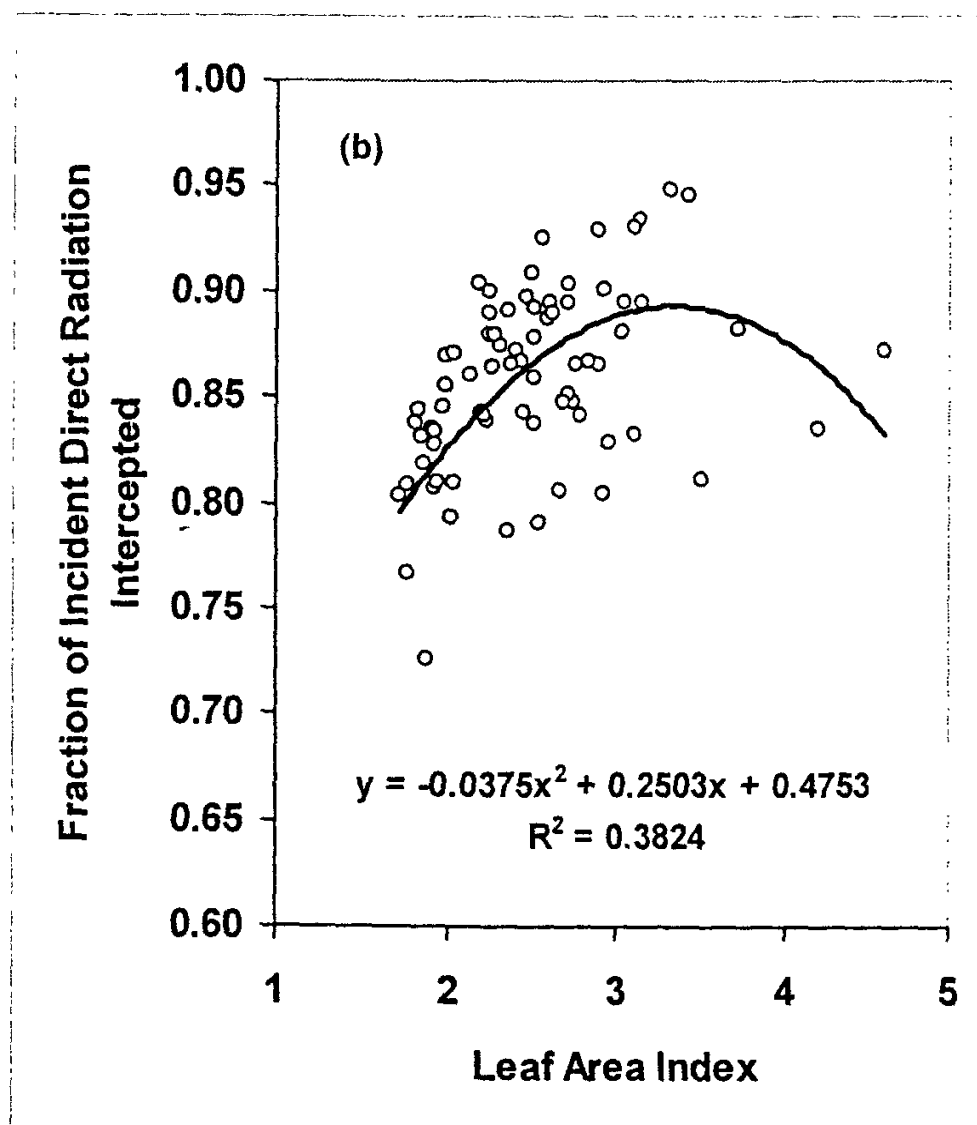 1.00
(b)
0.95
0.90
0.85
0.80
0.75
0.70
0.65
0.60
Fraction of Incident Direct Radiation
Intercepted
y = -0.0375x² + 0.2503x + 0.4753
R² = 0.3824
1 2 3 4 5
Leaf Area Index